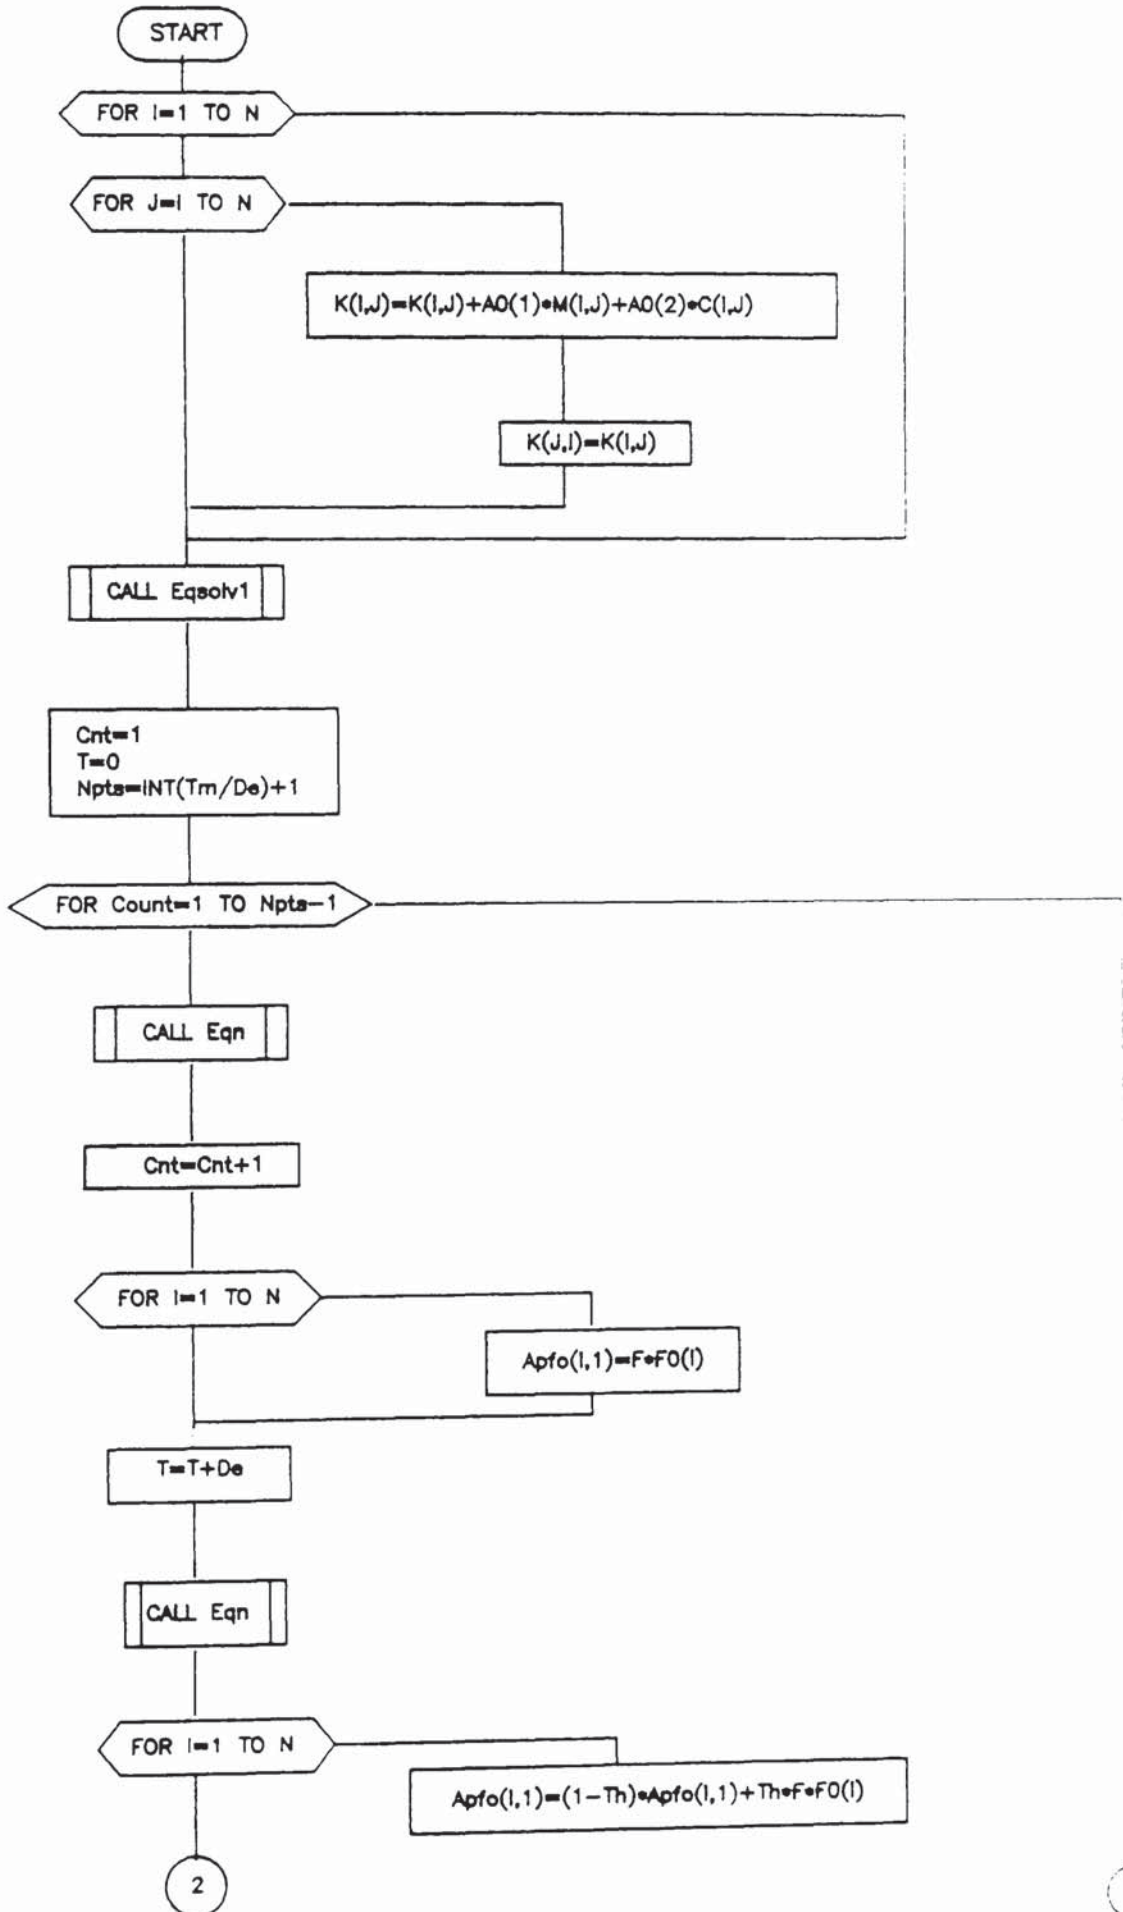 START
FOR I=1 TO N
FOR J=I TO N
K(I,J)=K(I,J)+A0(1)*M(I,J)+A0(2)*C(I,J)
K(J,I)=K(I,J)
CALL Eqsolv1
Cnt=1
T=0
Npts=INT(Tm/De)+1
FOR Count=1 TO Npts-1
CALL Eqn
Cnt=Cnt+1
FOR I=1 TO N
Apfo(I,1)=F*F0(I)
T=T+De
CALL Eqn
FOR I=1 TO N
Apfo(I,1)=(1-Th)*Apfo(I,1)+Th*F*F0(I)
2